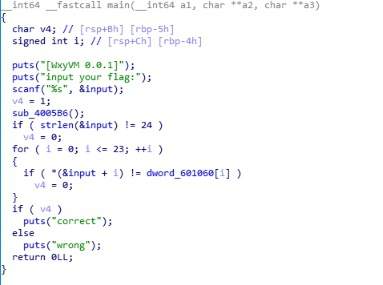 __int64 __fastcall main(__int64 a1, char **a2, char **a3)
{
  char v4; // [rsp+Bh] [rbp-5h]
  signed int i; // [rsp+Ch] [rbp-4h]

  puts("[WxyVM 0.0.1]");
  puts("input your flag:");
  scanf("%s", &input);
  v4 = 1;
  sub_4005B6();
  if ( strlen(&input) != 24 )
    v4 = 0;
  for ( i = 0; i <= 23; ++i )
  {
    if ( *(&input + i) != dword_601060[i] )
      v4 = 0;
  }
  if ( v4 )
    puts("correct");
  else
    puts("wrong");
  return 0LL;
}